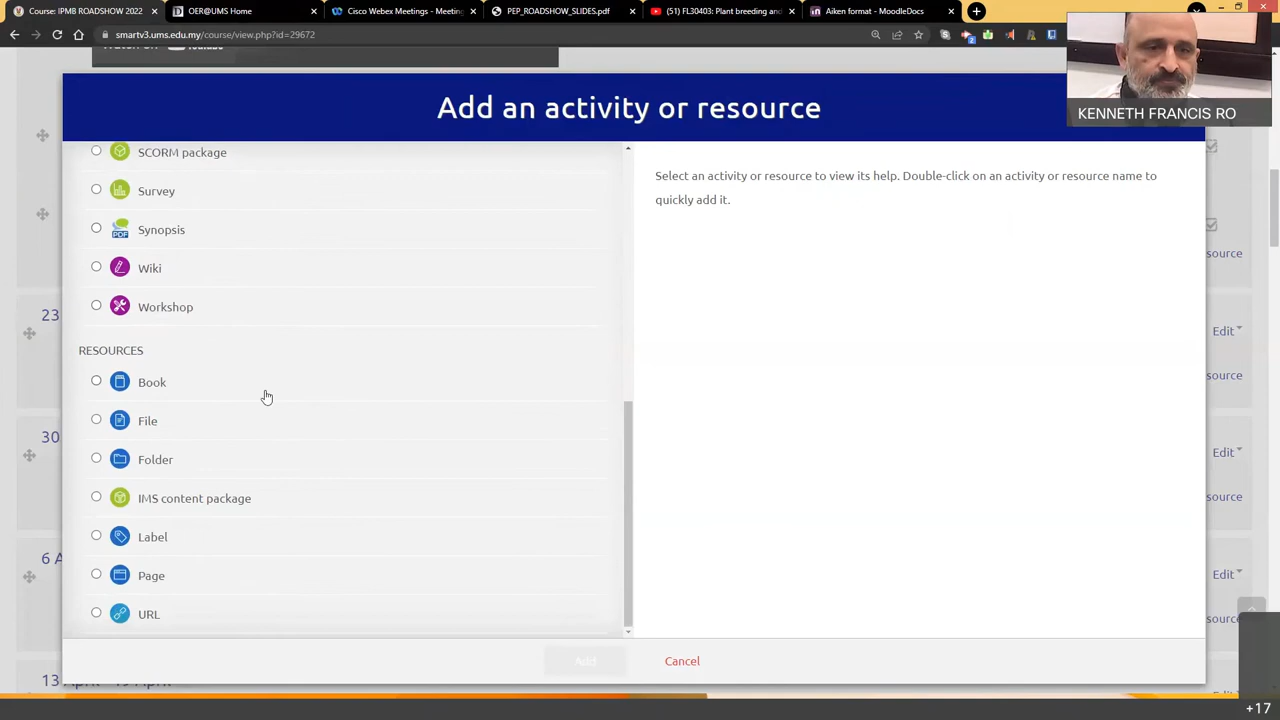 Course: IPMB ROADSHOW 2022
OER@UMS Home
Cisco Webex Meetings - Meeting
PEP_ROADSHOW_SLIDES.pdf
(51) FL30403: Plant breeding and
Aiken format - MoodleDocs
smartv3.ums.edu.my/course/view.php?id=29672
KENNETH FRANCIS RO
Add an activity or resource
SCORM package
Survey
Synopsis
Wiki
Workshop
RESOURCES
Book
File
Folder
IMS content package
Label
Page
URL
Select an activity or resource to view its help. Double-click on an activity or resource name to
quickly add it.
Add
Cancel
source
23
Edit
source
30
Edit
source
6 A
Edit
source
13
+17